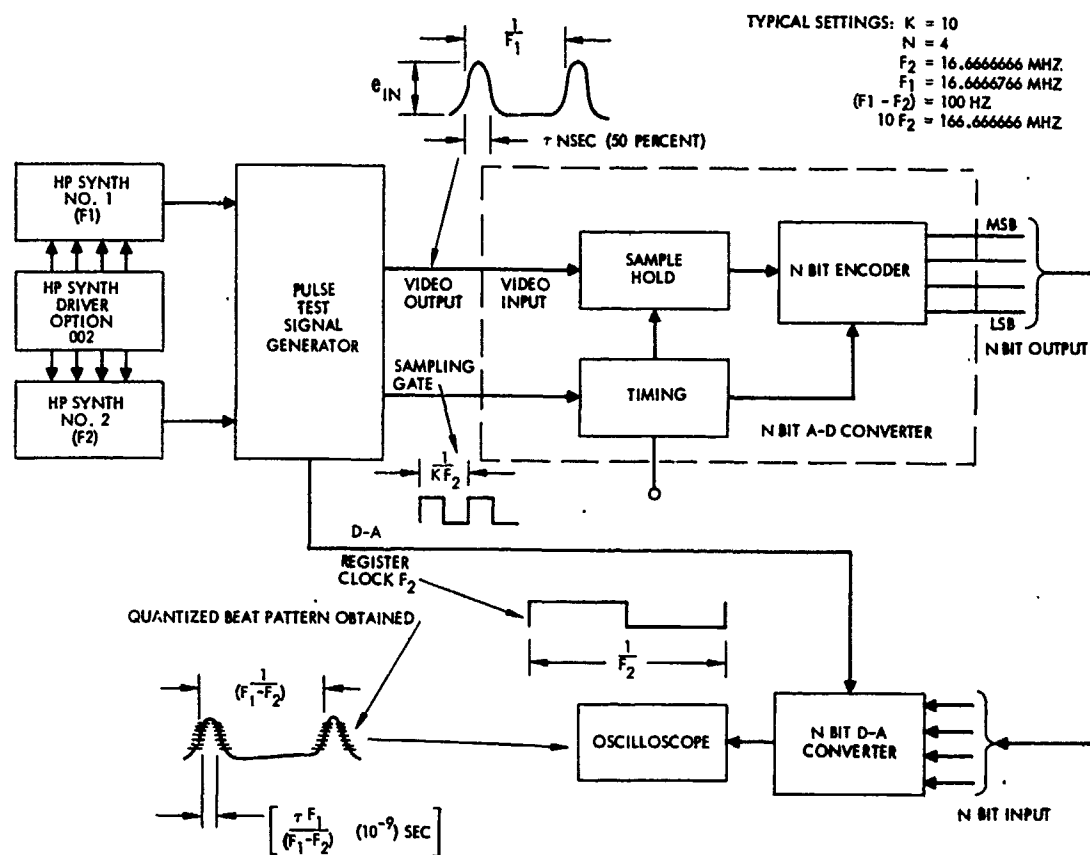 TYPICAL SETTINGS: K = 10
N = 4
F2 = 16.6666666 MHZ
F1 = 16.6666766 MHZ
(F1 - F2) = 100 HZ
10 F2 = 166.666666 MHZ
1
F1
eIN
τ NSEC (50 PERCENT)
HP SYNTH
NO. 1
(F1)
HP SYNTH
DRIVER
OPTION
002
HP SYNTH
NO. 2
(F2)
PULSE
TEST
SIGNAL
GENERATOR
VIDEO
OUTPUT
VIDEO
INPUT
SAMPLE
HOLD
N BIT ENCODER
MSB
LSB
N BIT OUTPUT
SAMPLING
GATE
TIMING
N BIT A-D CONVERTER
1
KF2
D-A
REGISTER
CLOCK F2
QUANTIZED BEAT PATTERN OBTAINED
1
F2
1
(F1-F2)
OSCILLOSCOPE
N BIT D-A
CONVERTER
N BIT INPUT
[ τ F1
(F1-F2) (10-9) SEC ]